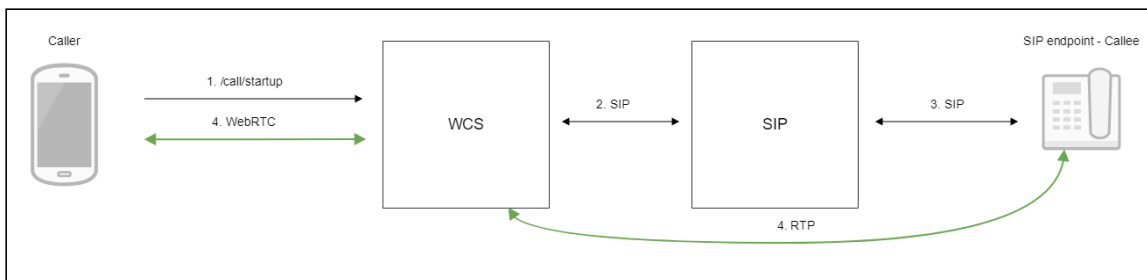 Caller
SIP endpoint - Callee
1. /call/startup
2. SIP
3. SIP
4. WebRTC
WCS
SIP
4. RTP